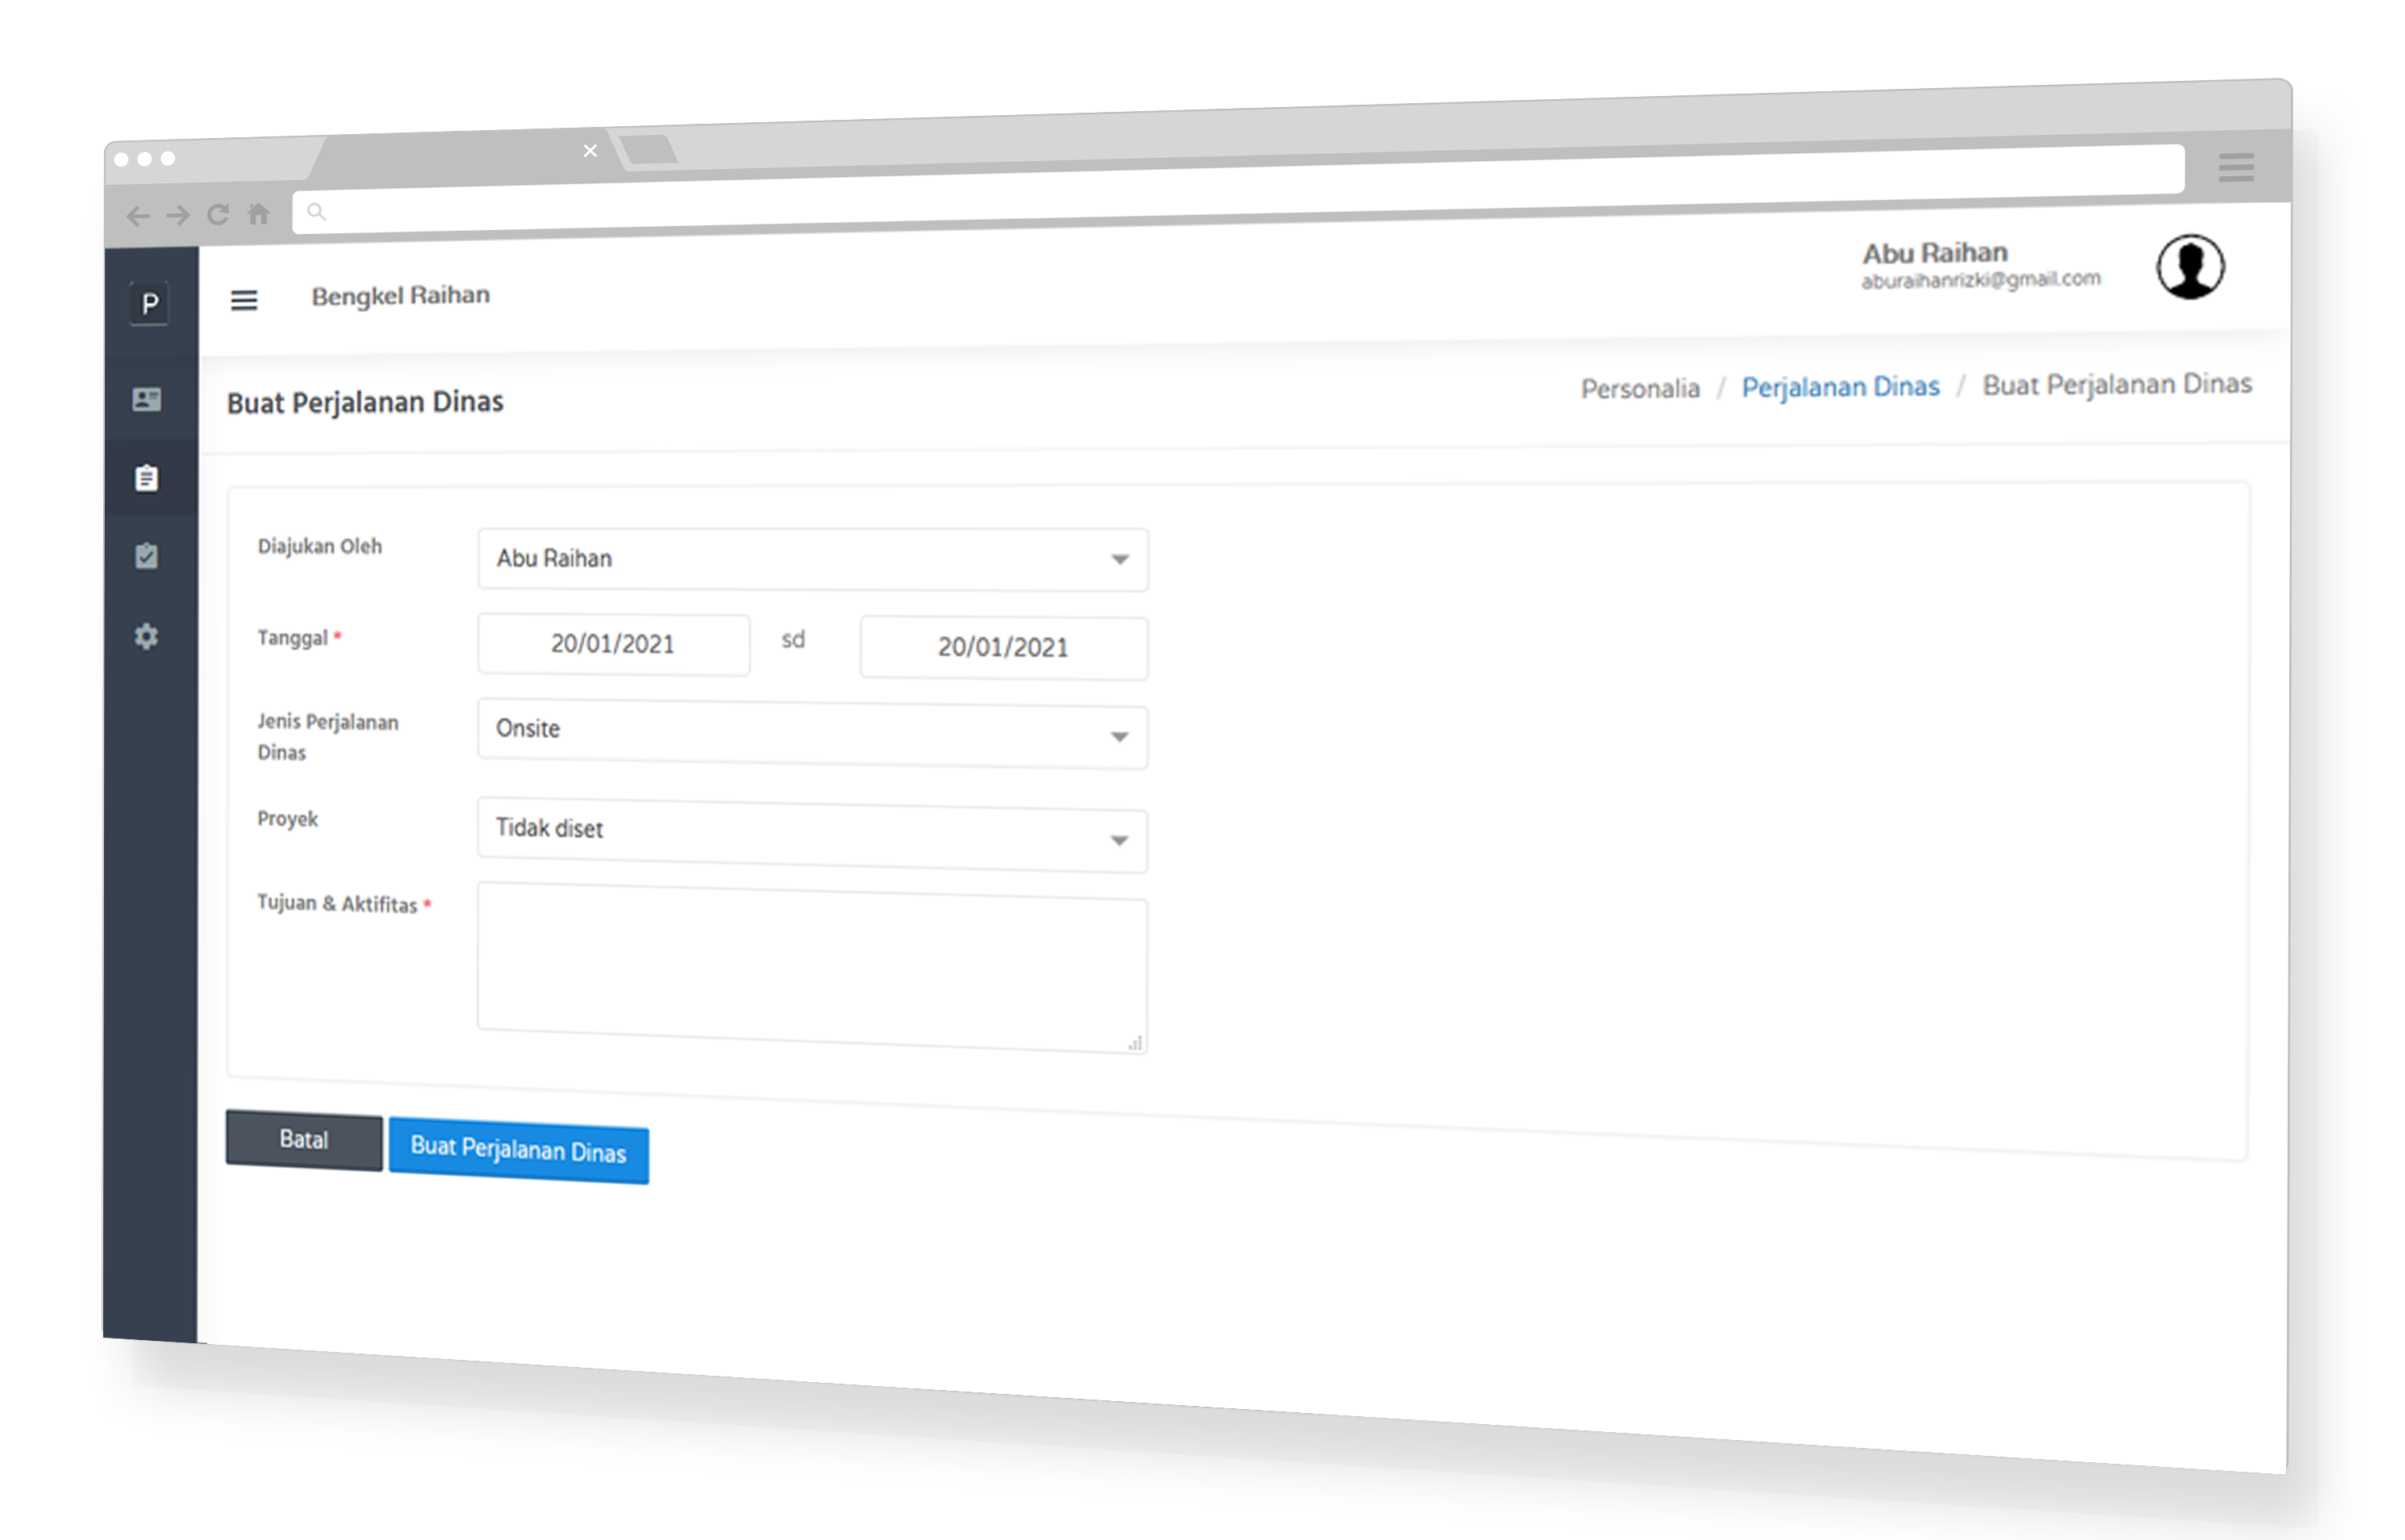 P
Bengkel Raihan
Abu Raihan
aburaihanrizki@gmail.com
Buat Perjalanan Dinas
Personalia / Perjalanan Dinas / Buat Perjalanan Dinas
Diajukan Oleh
Abu Raihan
Tanggal *
20/01/2021 sd 20/01/2021
Jenis Perjalanan
Dinas
Onsite
Proyek
Tidak diset
Tujuan & Aktifitas *
Batal
Buat Perjalanan Dinas